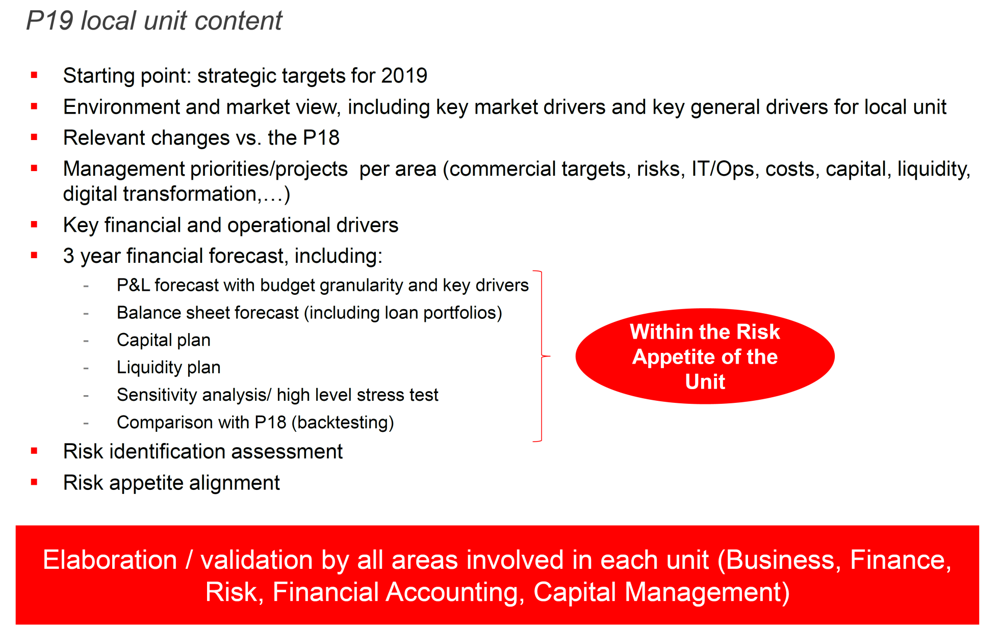 P19 local unit content
Starting point: strategic targets for 2019
Environment and market view, including key market drivers and key general drivers for local unit
Relevant changes vs. the P18
Management priorities/projects  per area (commercial targets, risks, IT/Ops, costs, capital, liquidity,
digital transformation,…)
Key financial and operational drivers
3 year financial forecast, including:
- P&L forecast with budget granularity and key drivers
- Balance sheet forecast (including loan portfolios)
- Capital plan
- Liquidity plan
- Sensitivity analysis/ high level stress test
- Comparison with P18 (backtesting)
Within the Risk
Appetite of the
Unit
Risk identification assessment
Risk appetite alignment
Elaboration / validation by all areas involved in each unit (Business, Finance,
Risk, Financial Accounting, Capital Management)